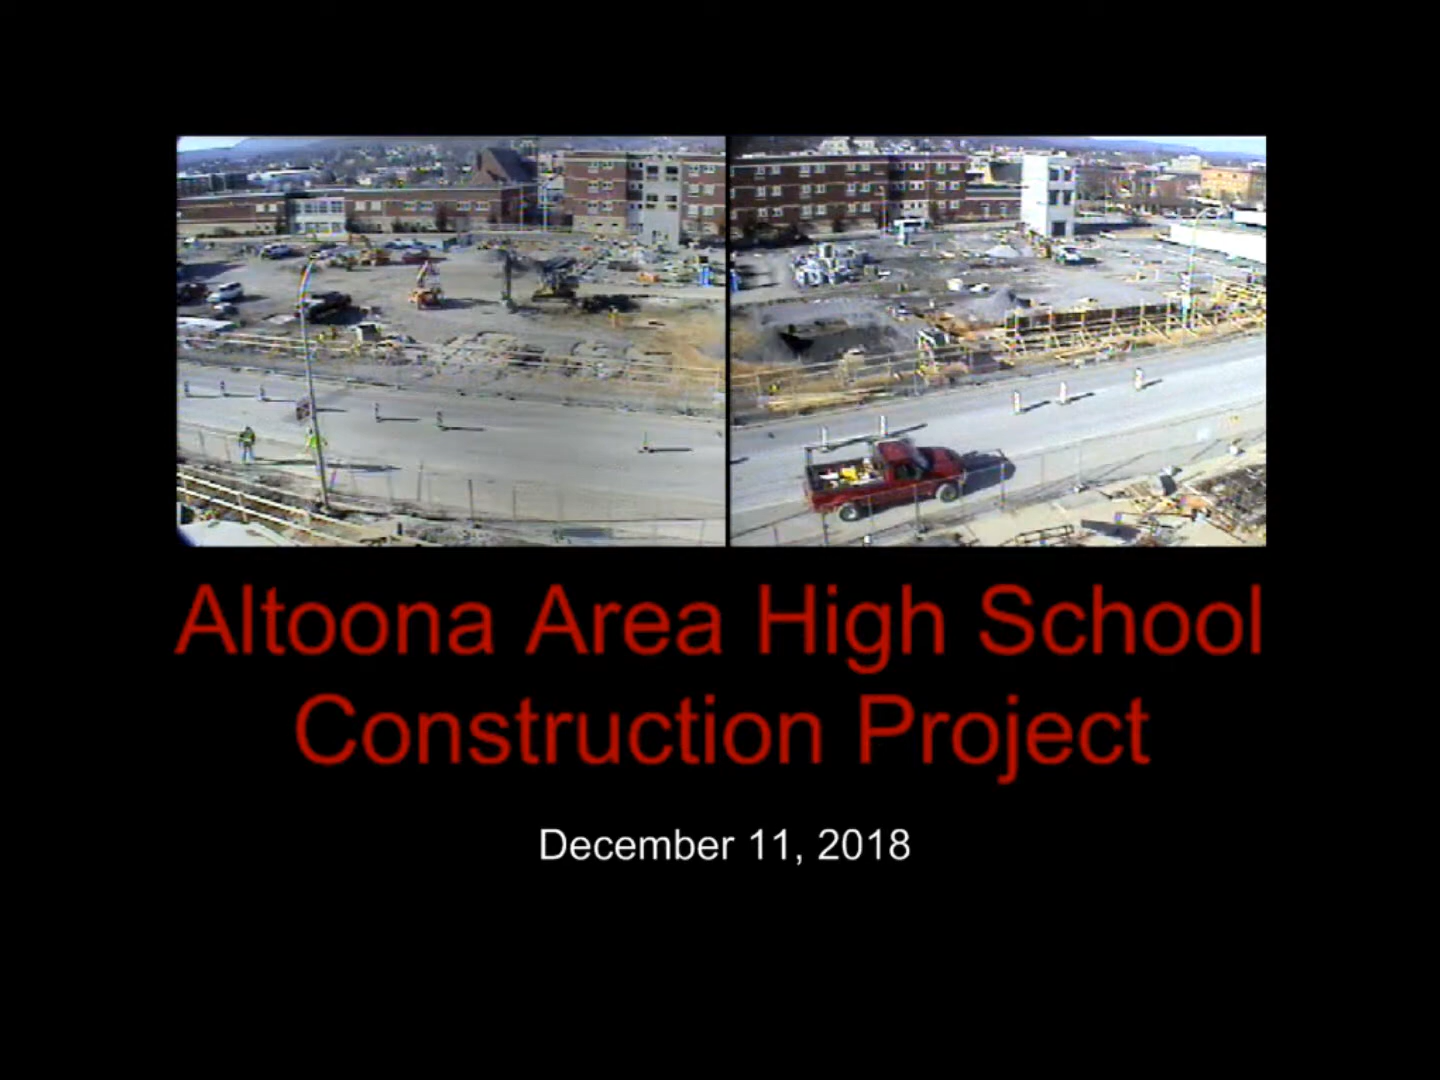 Altoona Area High School
Construction Project
December 11, 2018